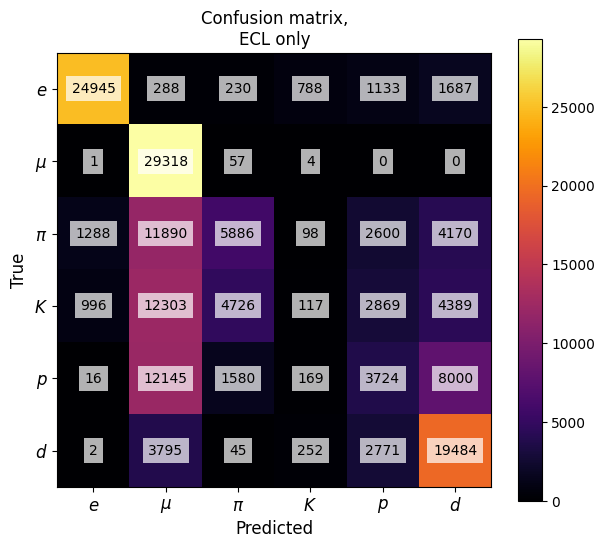 Confusion matrix,
ECL only
True
e 24945 288 230 788 1133 1687
μ 1 29318 57 4 0 0
π 1288 11890 5886 98 2600 4170
K 996 12303 4726 117 2869 4389
p 16 12145 1580 169 3724 8000
d 2 3795 45 252 2771 19484
e μ π K p d
Predicted
25000
20000
15000
10000
5000
0